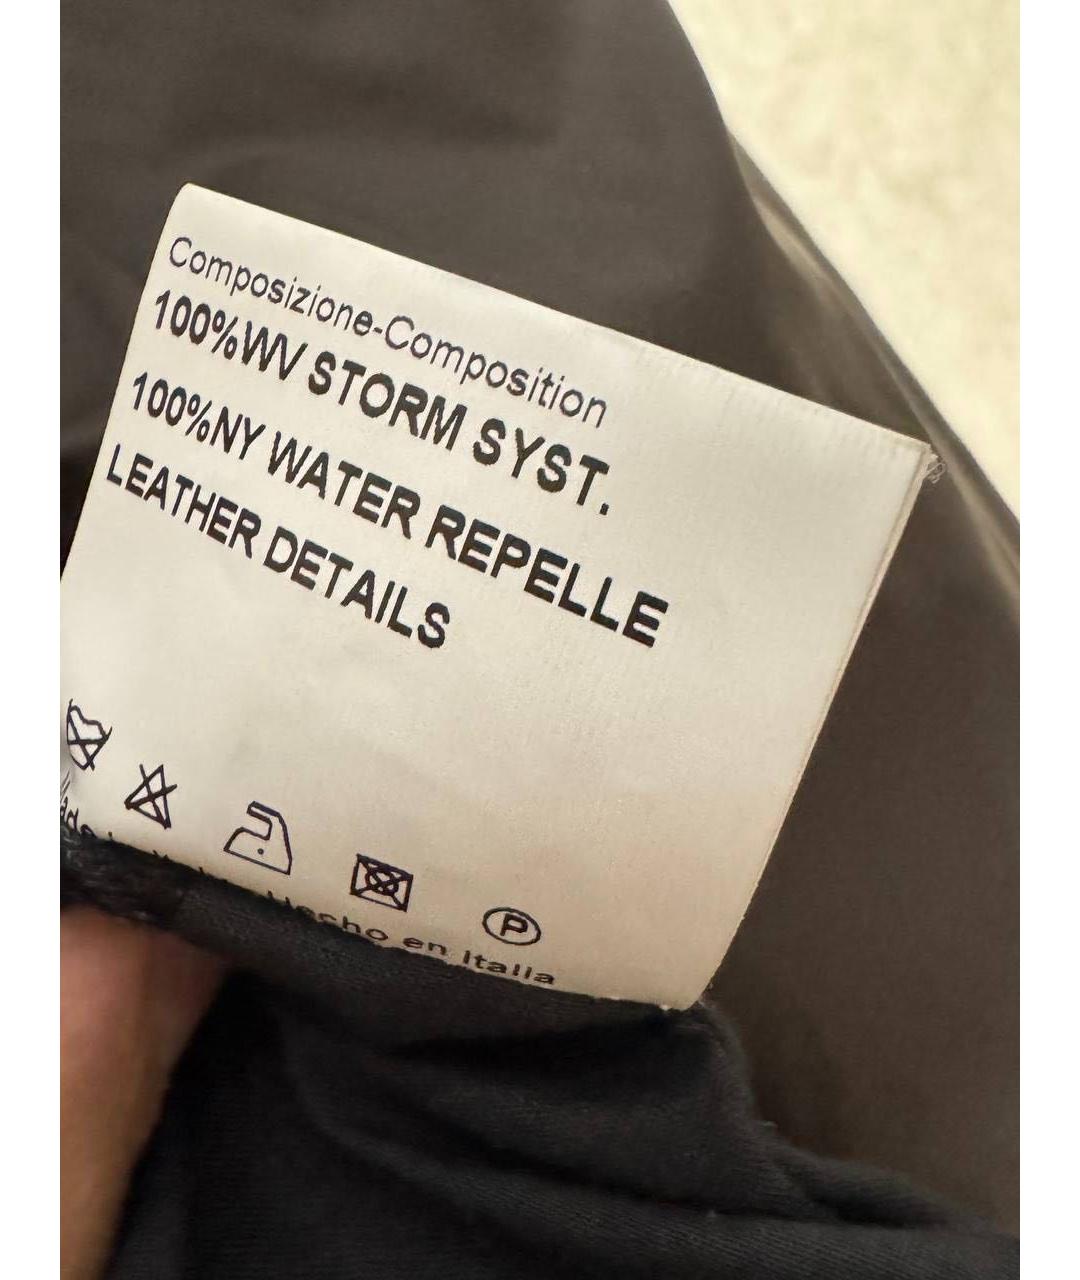 Composizione-Composition
100%WV STORM SYST.
100%NY WATER REPELLE
LEATHER DETAILS
P
Hecho en Italia